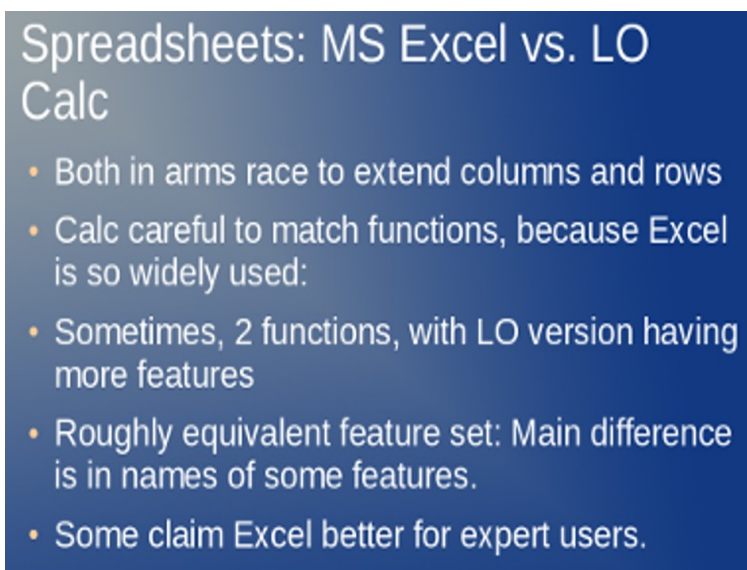 Spreadsheets: MS Excel vs. LO
Calc
• Both in arms race to extend columns and rows
• Calc careful to match functions, because Excel
is so widely used:
• Sometimes, 2 functions, with LO version having
more features
• Roughly equivalent feature set: Main difference
is in names of some features.
• Some claim Excel better for expert users.